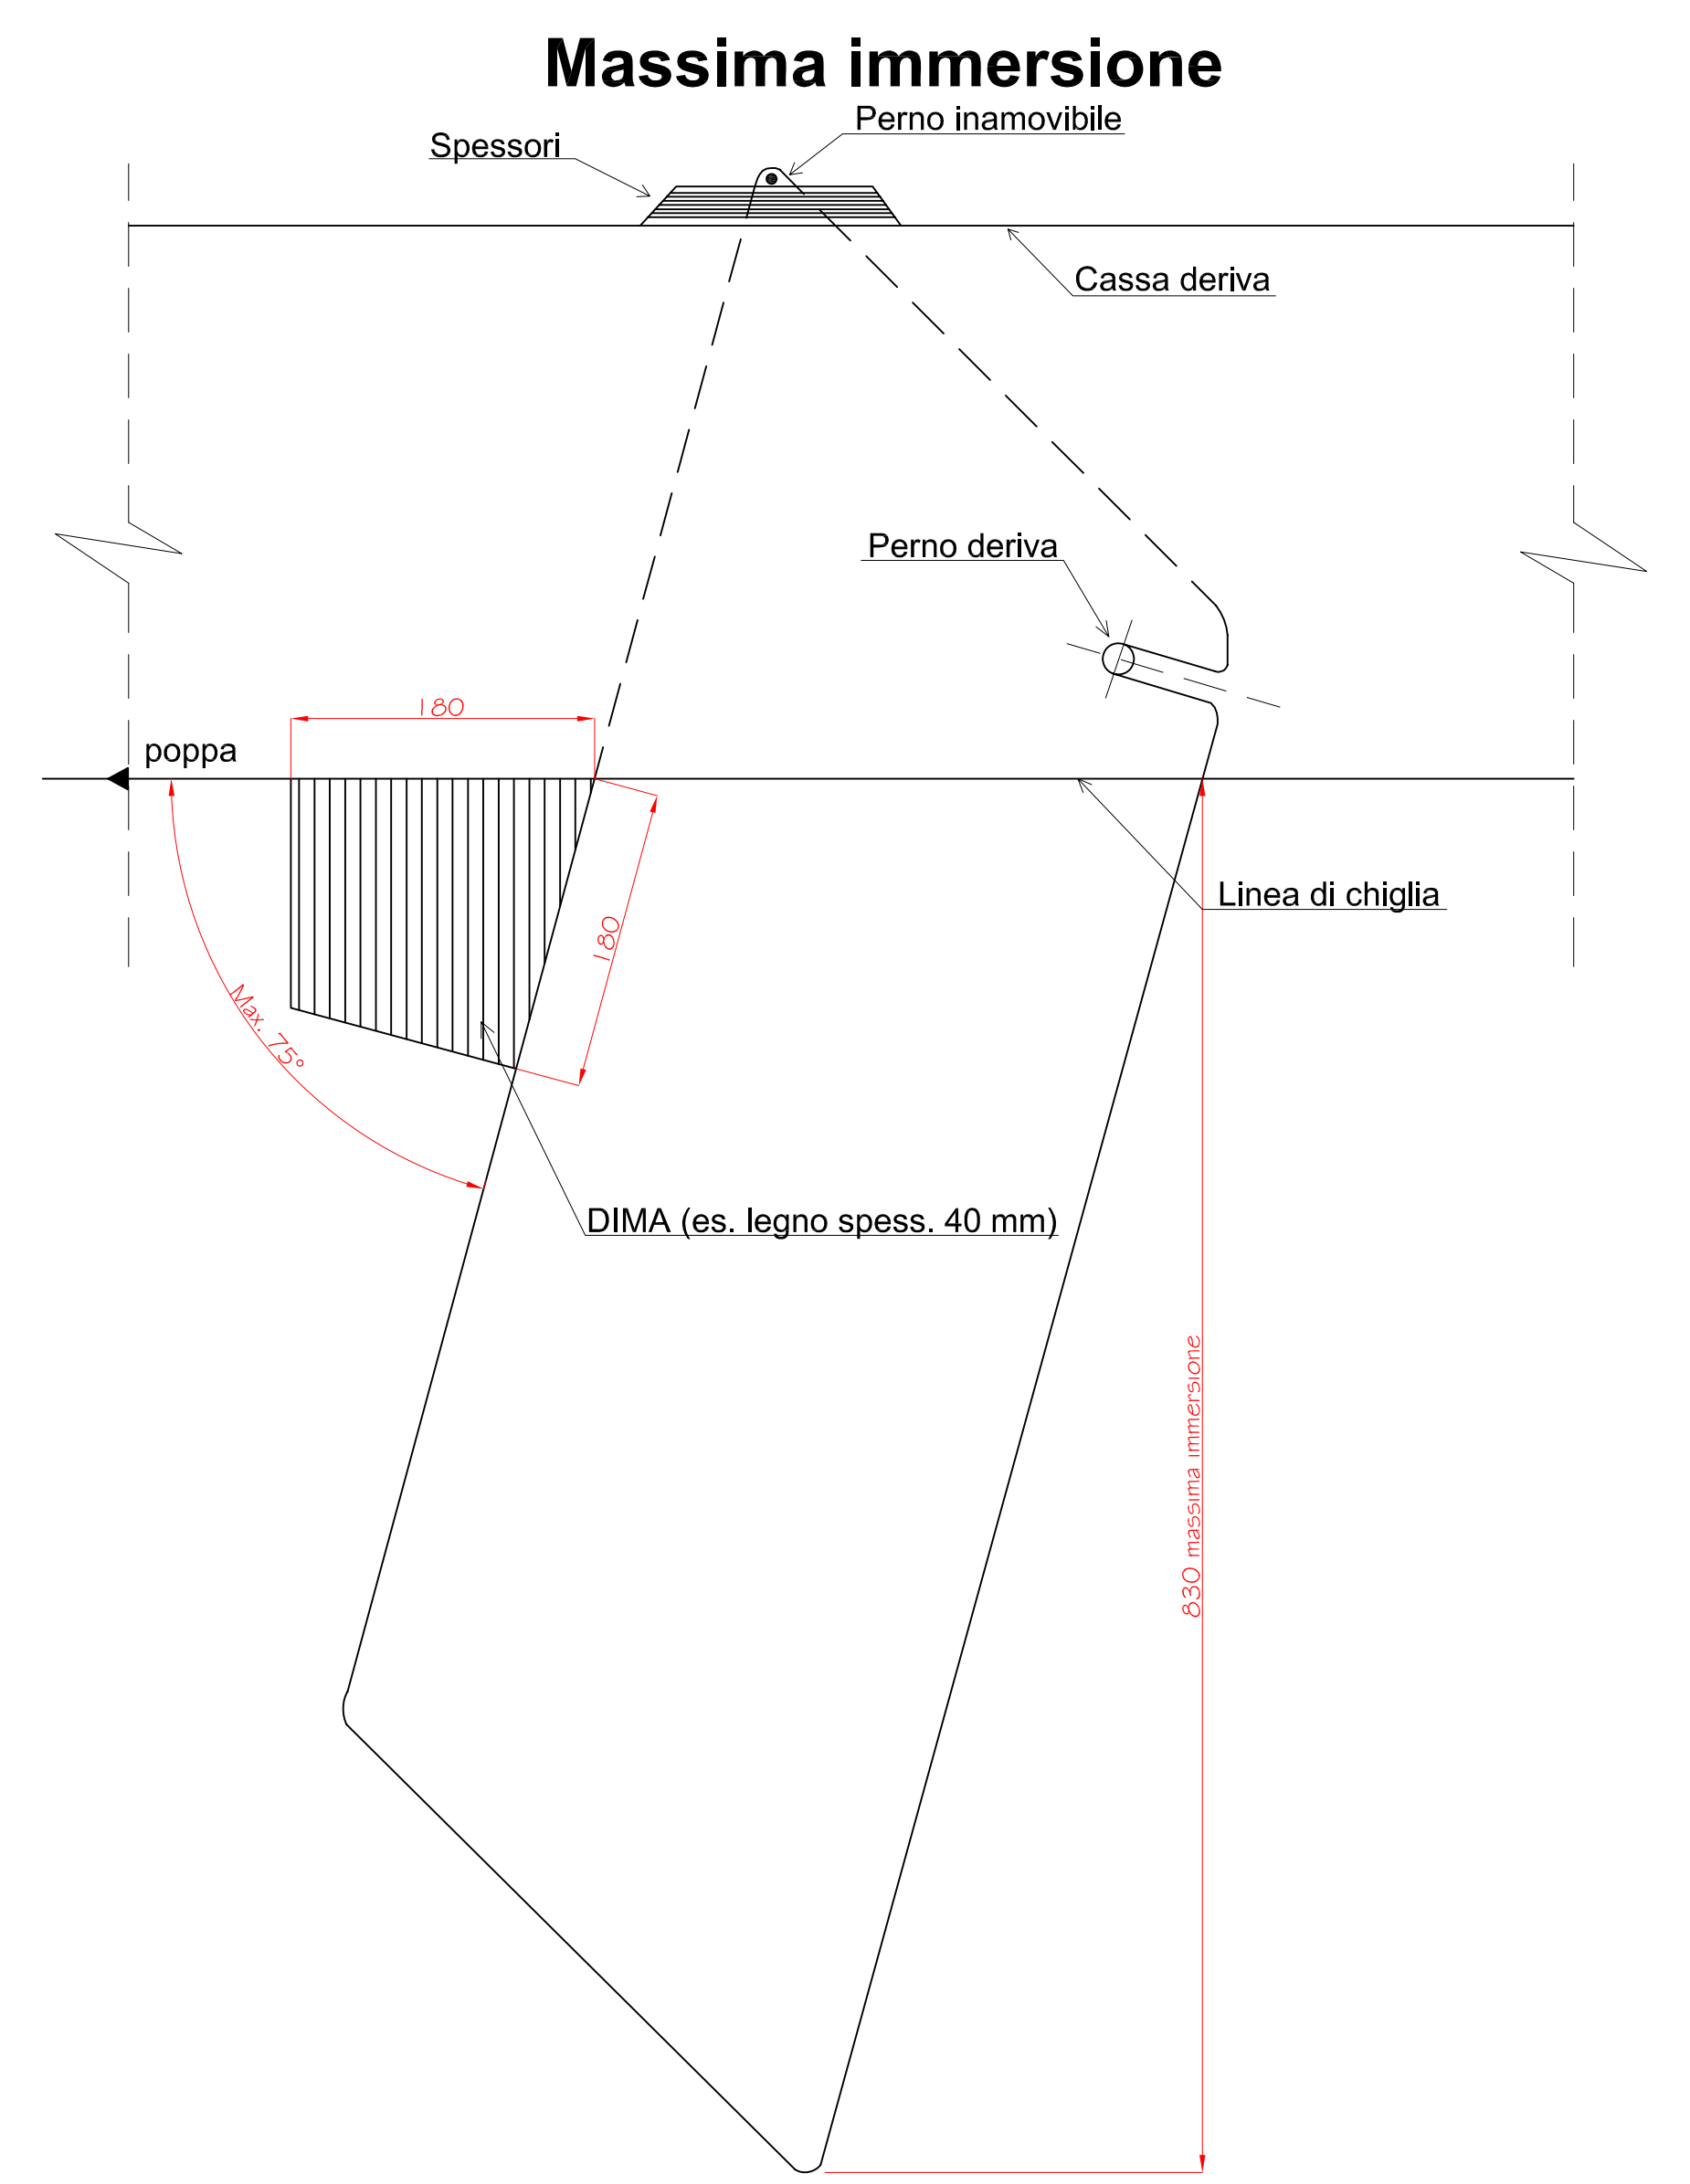 Massima immersione
Perno inamovibile
Spessori
Cassa deriva
Perno deriva
180
poppa
Linea di chiglia
180
Max. 75°
DIMA (es. legno spess. 40 mm)
830 massima immersione